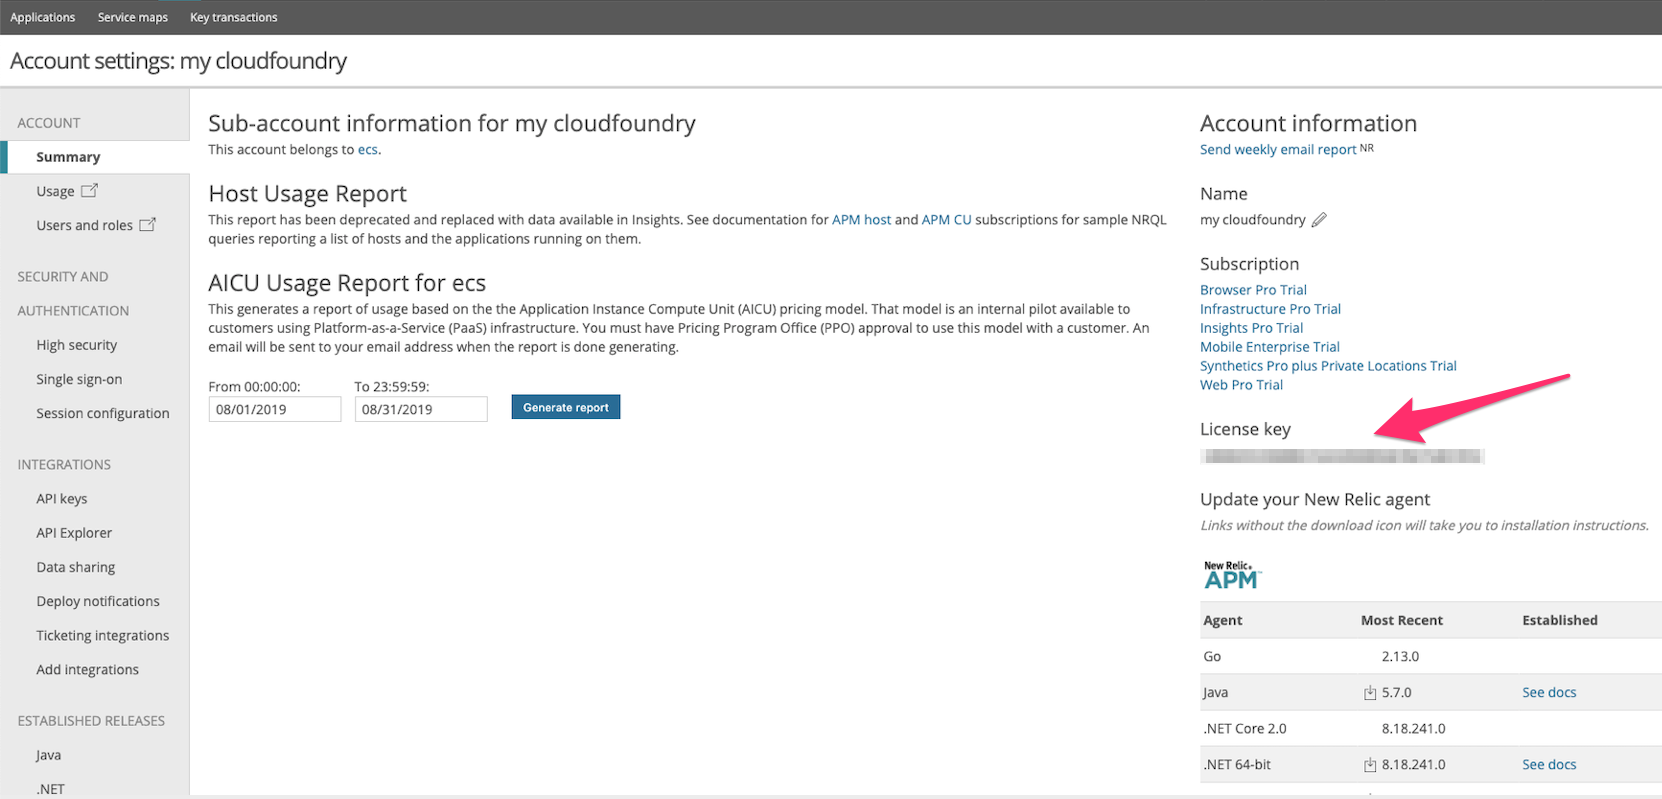 Applications Service maps Key transactions
Account settings: my cloudfoundry
ACCOUNT
Summary
Usage
Users and roles
SECURITY AND
AUTHENTICATION
High security
Single sign-on
Session configuration
INTEGRATIONS
API keys
API Explorer
Data sharing
Deploy notifications
Ticketing integrations
Add integrations
ESTABLISHED RELEASES
Java
.NET
Sub-account information for my cloudfoundry
This account belongs to ecs.
Host Usage Report
This report has been deprecated and replaced with data available in Insights. See documentation for APM host and APM CU subscriptions for sample NRQL
queries reporting a list of hosts and the applications running on them.
AICU Usage Report for ecs
This generates a report of usage based on the the Application Instance Compute Unit (AICU) pricing model. That model is an internal pilot available to
customers using Platform-as-a-Service (PaaS) infrastructure. You must have Pricing Program Office (PPO) approval to use this model with a customer. An
email will be sent to your email address when the report is done generating.
From 00:00:00: To 23:59:59:
08/01/2019 08/31/2019 Generate report
Account information
Send weekly email report NR
Name
my cloudfoundry
Subscription
Browser Pro Trial
Infrastructure Pro Trial
Insights Pro Trial
Mobile Enterprise Trial
Synthetics Pro plus Private Locations Trial
Web Pro Trial
License key
Update your New Relic agent
Links without the download icon will take you to installation instructions.
New Relic.
APM™
Agent Most Recent Established
Go 2.13.0
Java 5.7.0 See docs
.NET Core 2.0 8.18.241.0
.NET 64-bit 8.18.241.0 See docs